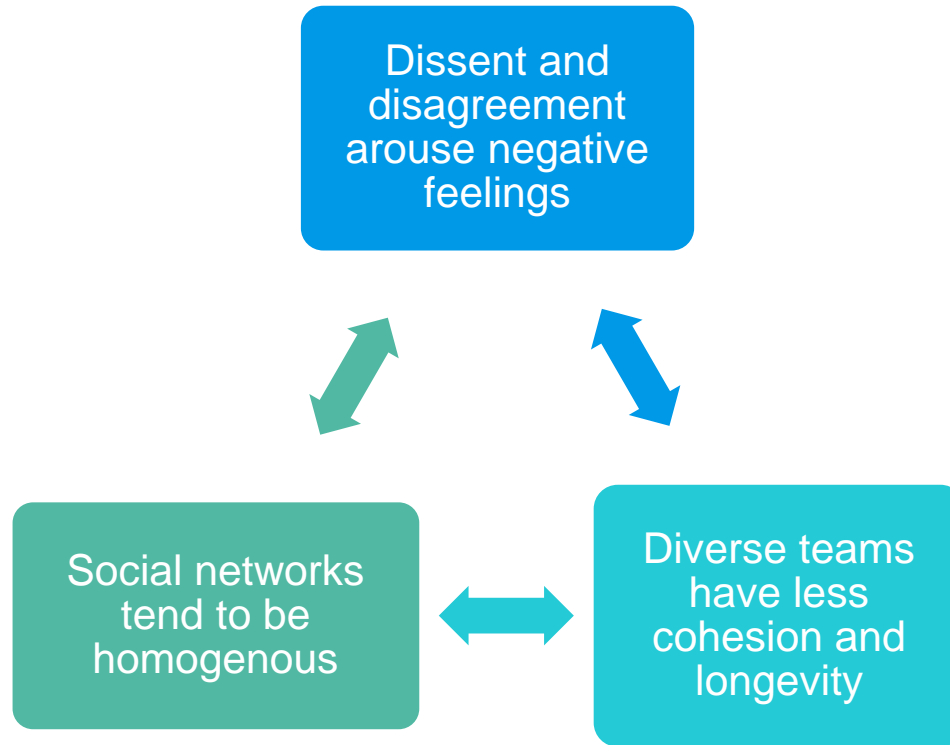 Dissent and
disagreement
arouse negative
feelings
Social networks
tend to be
homogenous
Diverse teams
have less
cohesion and
longevity